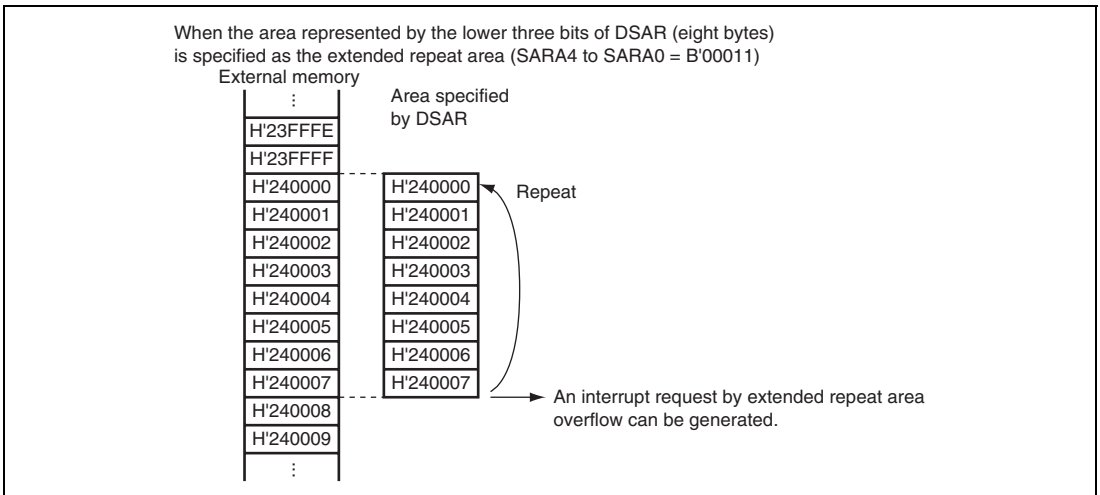 When the area represented by the lower three bits of DSAR (eight bytes)
is specified as the extended repeat area (SARA4 to SARA0 = B'00011)
External memory
Area specified
by DSAR
⋮
H'23FFFE
H'23FFFF
H'240000
H'240001
H'240002
H'240003
H'240004
H'240005
H'240006
H'240007
H'240008
H'240009
⋮
H'240000
H'240001
H'240002
H'240003
H'240004
H'240005
H'240006
H'240007
Repeat
An interrupt request by extended repeat area
overflow can be generated.